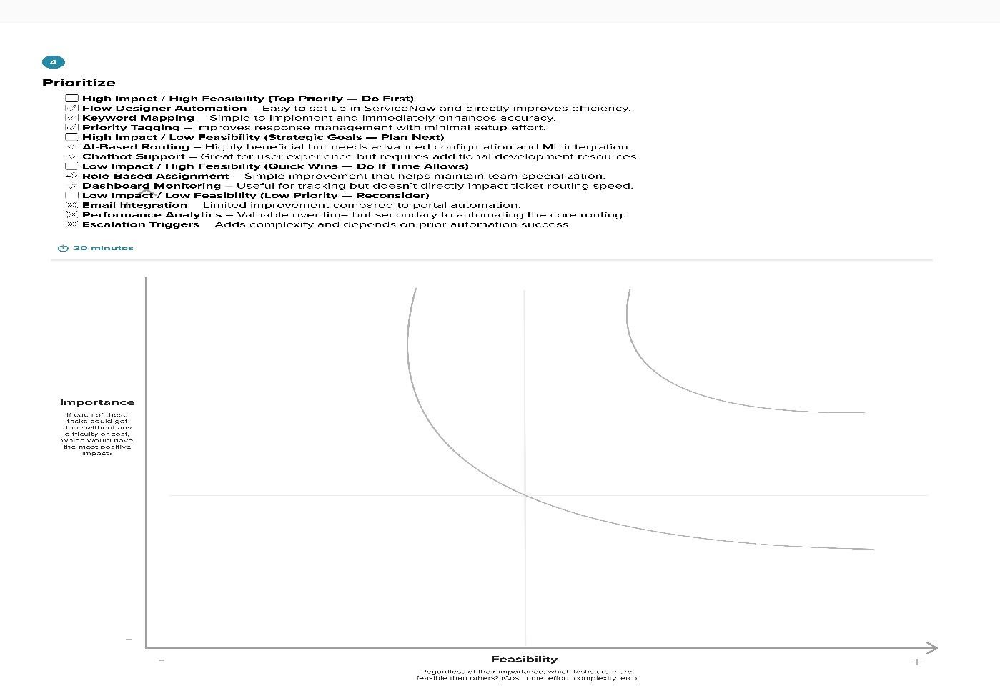 4
Prioritize
High Impact / High Feasibility (Top Priority — Do First)
Flow Designer Automation – Easy to set up in ServiceNow and directly improves efficiency.
Keyword Mapping – Simple to implement and immediately enhances accuracy.
Priority Tagging – Improves response management with minimal setup effort.
High Impact / Low Feasibility (Strategic Goals — Plan Next)
AI-Based Routing – Highly beneficial but needs advanced configuration and ML integration.
Chatbot Support – Great for user experience but requires additional development resources.
Low Impact / High Feasibility (Quick Wins — Do If Time Allows)
Role-Based Assignment – Simple improvement that helps maintain team specialization.
Dashboard Monitoring – Useful for tracking but doesn't directly impact ticket routing speed.
Low Impact / Low Feasibility (Low Priority — Reconsider)
Email Integration – Limited improvement compared to portal automation.
Performance Analytics – Valuable over time but secondary to automating the core routing.
Escalation Triggers – Adds complexity and depends on prior automation success.
20 minutes
Importance
If each of these
tasks could get
done without any
difficulty or cost,
which would have
the most positive
impact?
Feasibility
Regardless of their importance, which tasks are more
feasible than others? (Cost, time, effort, complexity, etc.)